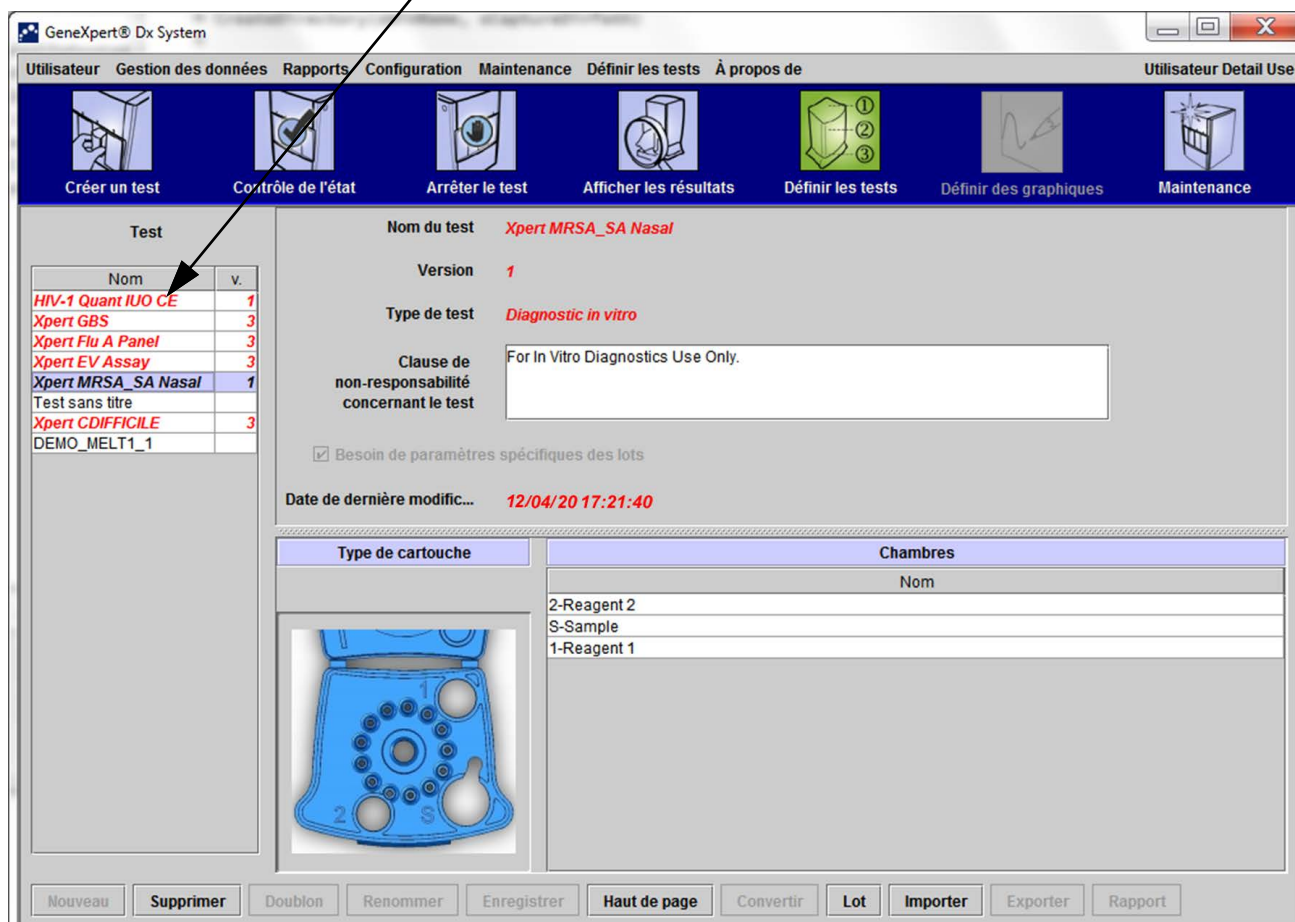 GeneXpert® Dx System
Utilisateur Gestion des données Rapports Configuration Maintenance Définir les tests À propos de Utilisateur Detail Use
Créer un test Contrôle de l'état Arrêter le test Afficher les résultats Définir les tests Définir des graphiques Maintenance
Test
Nom v.
HIV-1 Quant IUO CE 1
Xpert GBS 3
Xpert Flu A Panel 3
Xpert EV Assay 3
Xpert MRSA_SA Nasal 1
Test sans titre
Xpert CDIFFICILE 3
DEMO_MELT1_1
Nom du test Xpert MRSA_SA Nasal
Version 1
Type de test Diagnostic in vitro
Clause de
non-responsabilité
concernant le test
For In Vitro Diagnostics Use Only.
Besoin de paramètres spécifiques des lots
Date de dernière modific... 12/04/20 17:21:40
Type de cartouche
Chambres
Nom
2-Reagent 2
S-Sample
1-Reagent 1
1
2 S
1
2
3
Nouveau Supprimer Doublon Renommer Enregistrer Haut de page Convertir Lot Importer Exporter Rapport